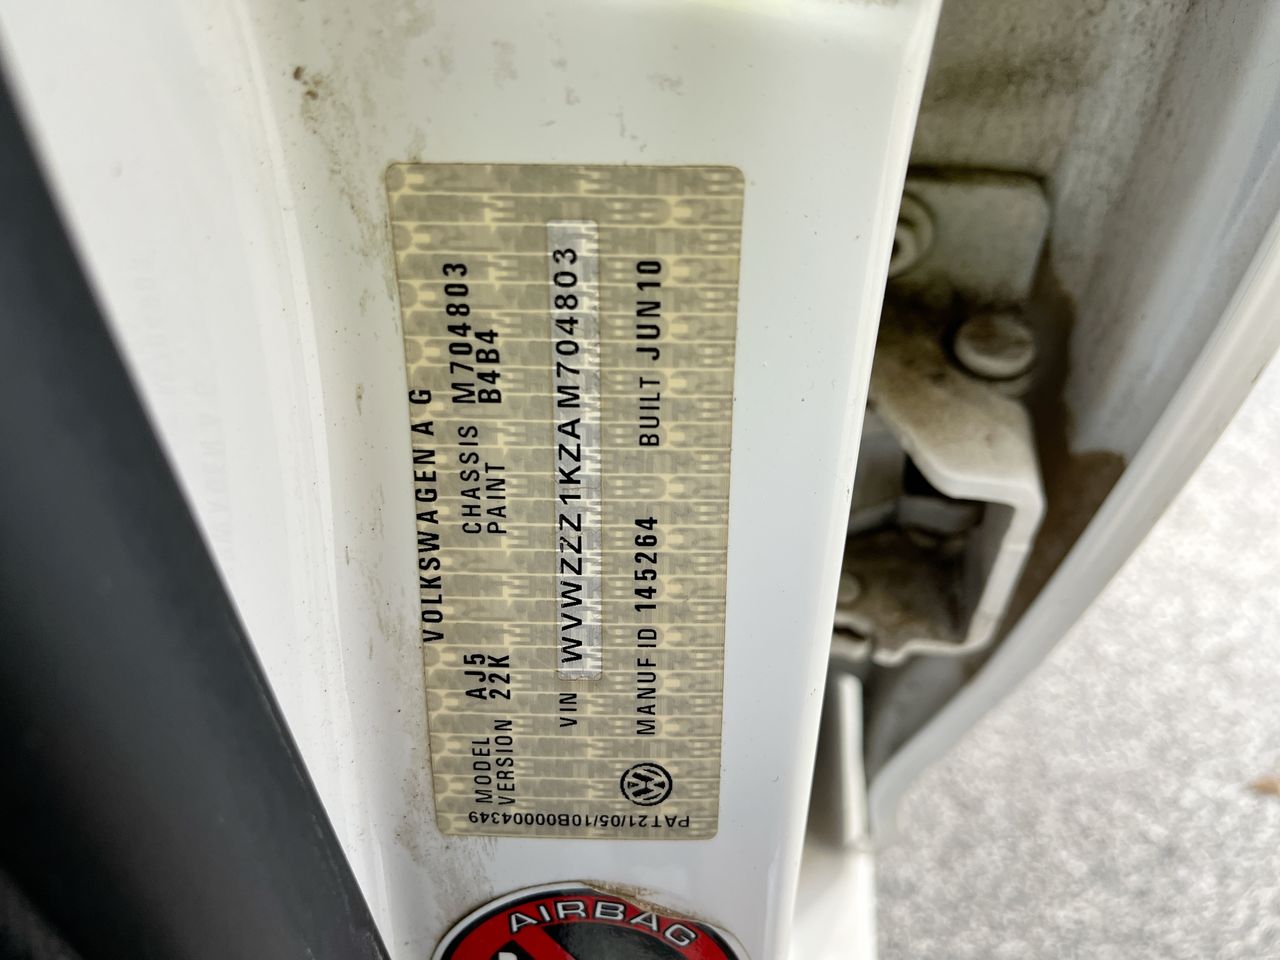 VOLKSWAGEN AG
MODEL AJ5 CHASSIS M704803
VERSION 22K PAINT B4B4
VIN WVWZZZ1KZAM704803
MANUF ID 145264 BUILT JUN10
PAT21/05/10B00004349
AIRBAG